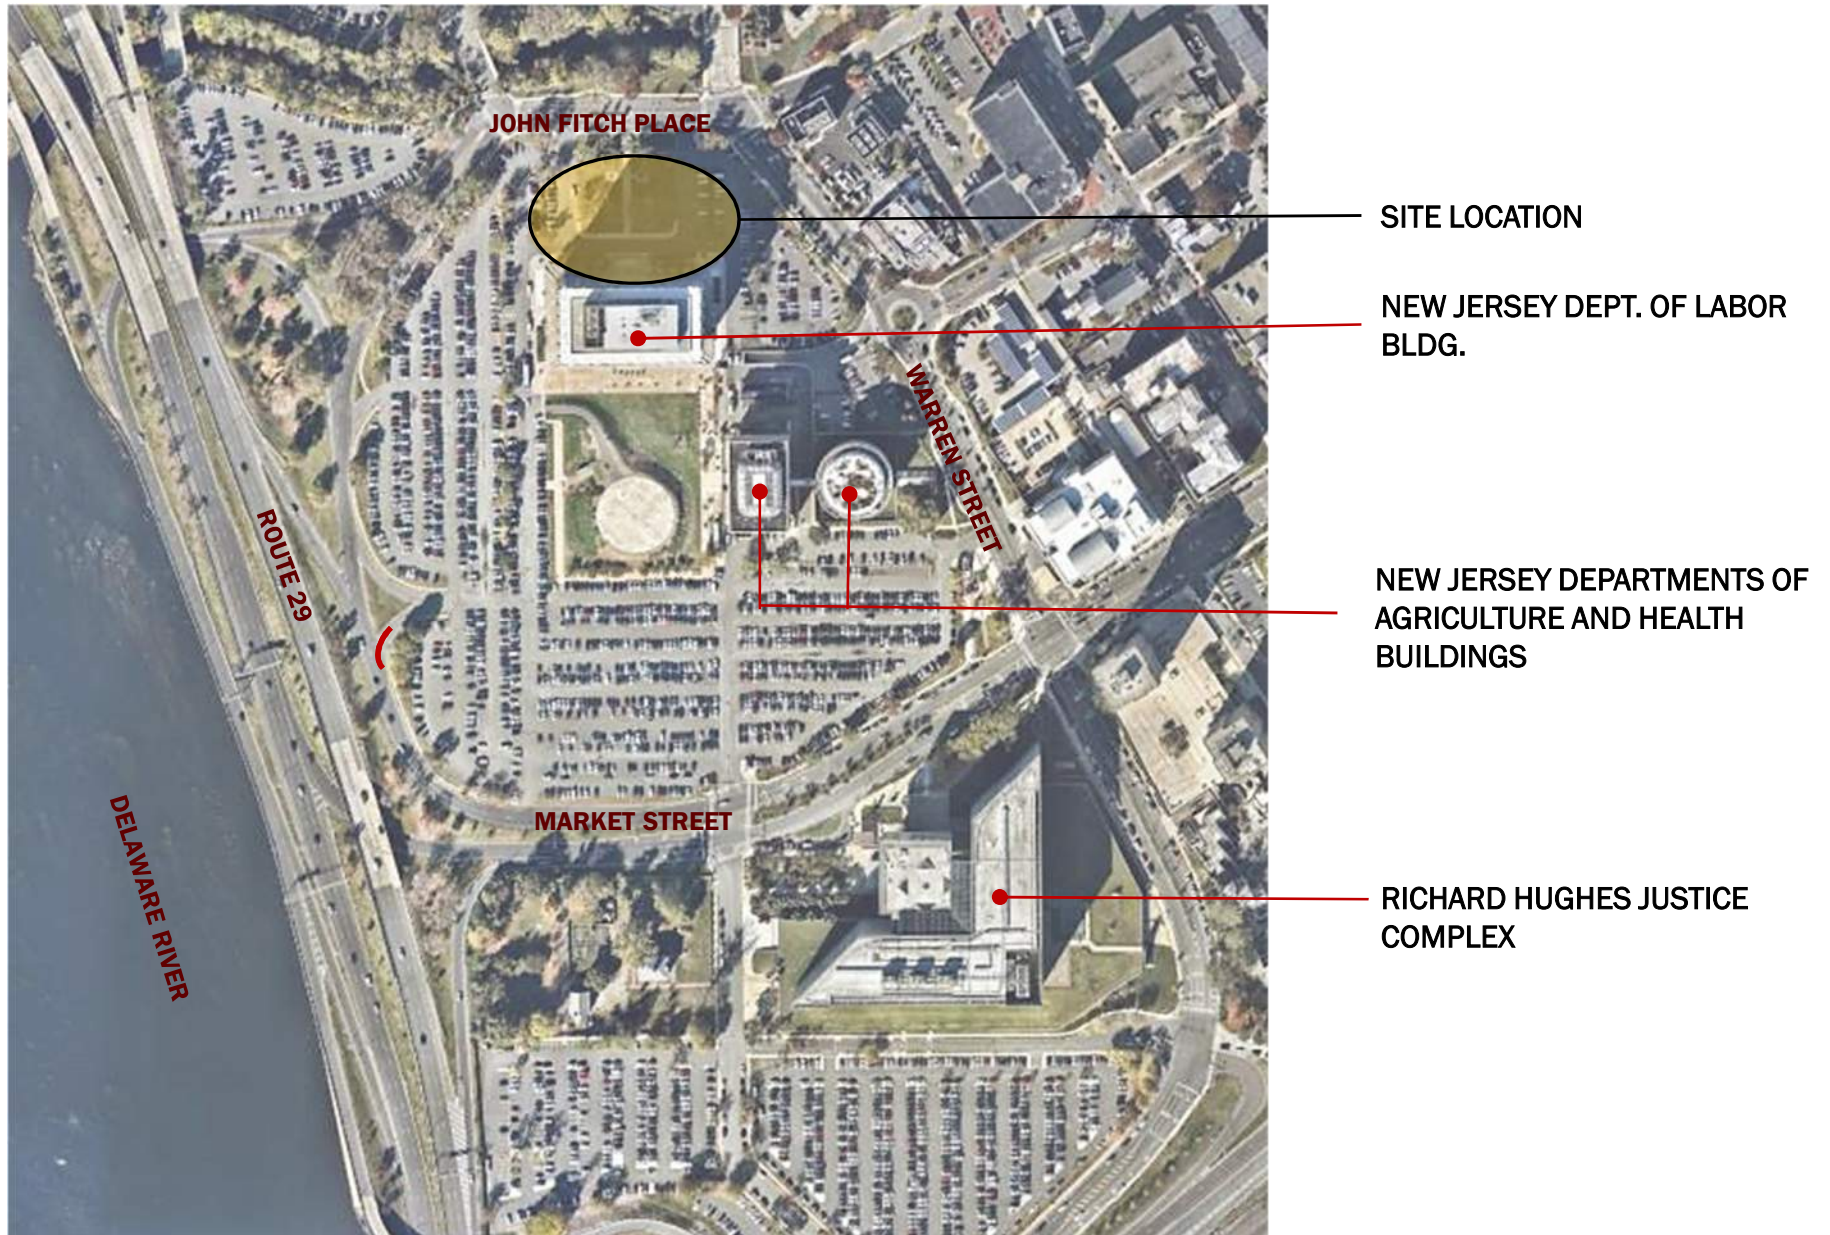 JOHN FITCH PLACE
SITE LOCATION
NEW JERSEY DEPT. OF LABOR
BLDG.
WARREN STREET
ROUTE 29
NEW JERSEY DEPARTMENTS OF
AGRICULTURE AND HEALTH
BUILDINGS
MARKET STREET
DELAWARE RIVER
RICHARD HUGHES JUSTICE
COMPLEX